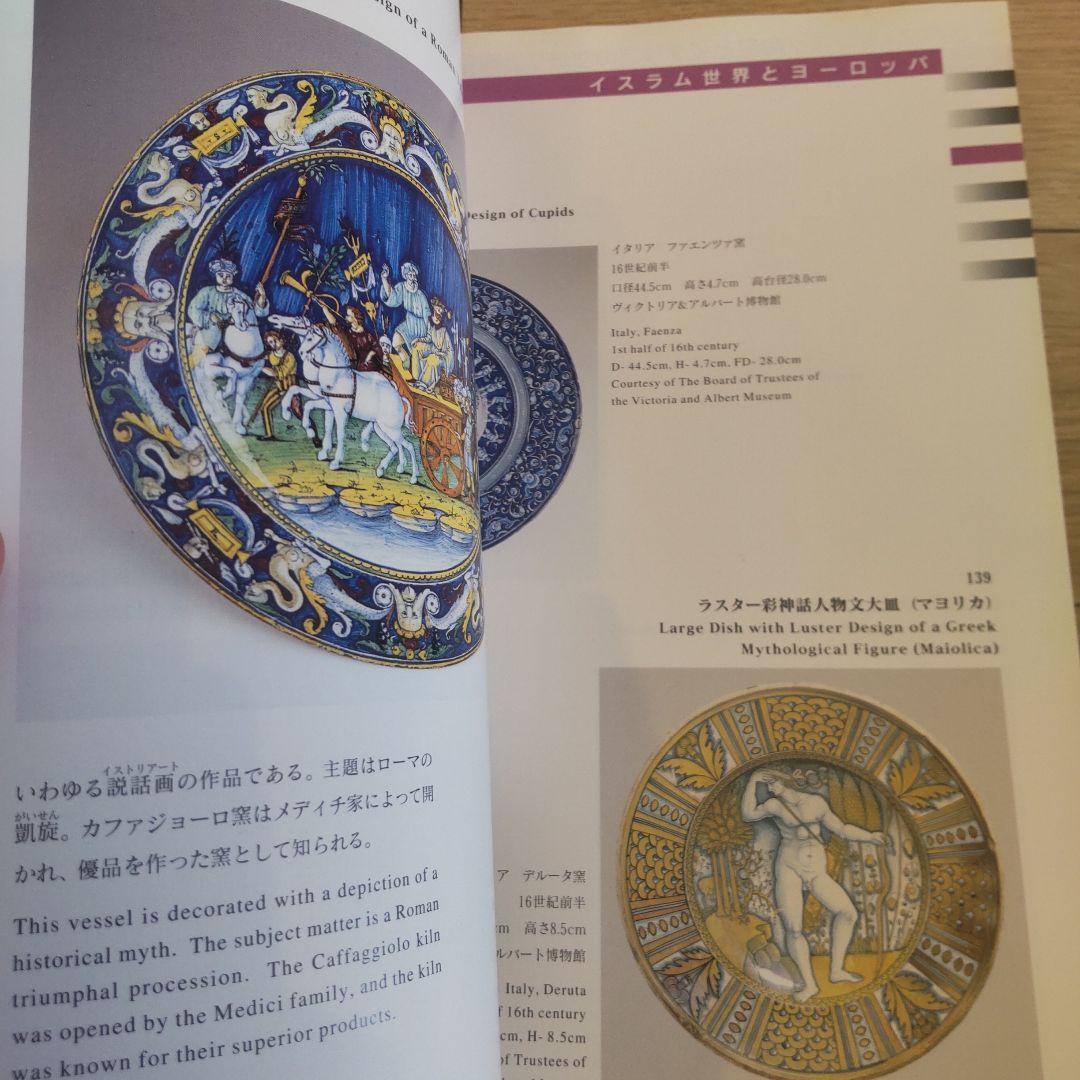 sign of a Roman
いわゆる説話画の作品である。主題はローマの
イストリアート
凱旋。カファジョーロ窯はメディチ家によって開
がいせん
かれ、優品を作った窯として知られる。
This vessel is decorated with a depiction of a
historical myth. The subject matter is a Roman
triumphal procession. The Caffaggiolo kiln
was opened by the Medici family, and the kiln
was known for their superior products.
イスラム世界とヨーロッパ
Design of Cupids
イタリア ファエンツァ窯
16世紀前半
口径44.5cm 高さ4.7cm 高台径28.0cm
ヴィクトリア&アルバート博物館
Italy, Faenza
1st half of 16th century
D- 44.5cm, H- 4.7cm, FD- 28.0cm
Courtesy of The Board of Trustees of
the Victoria and Albert Museum
139
ラスター彩神話人物文大皿（マヨリカ）
Large Dish with Luster Design of a Greek
Mythological Figure (Maiolica)
ア デルータ窯
16世紀前半
cm 高さ8.5cm
ルバート博物館
Italy, Deruta
of 16th century
cm, H- 8.5cm
of Trustees of